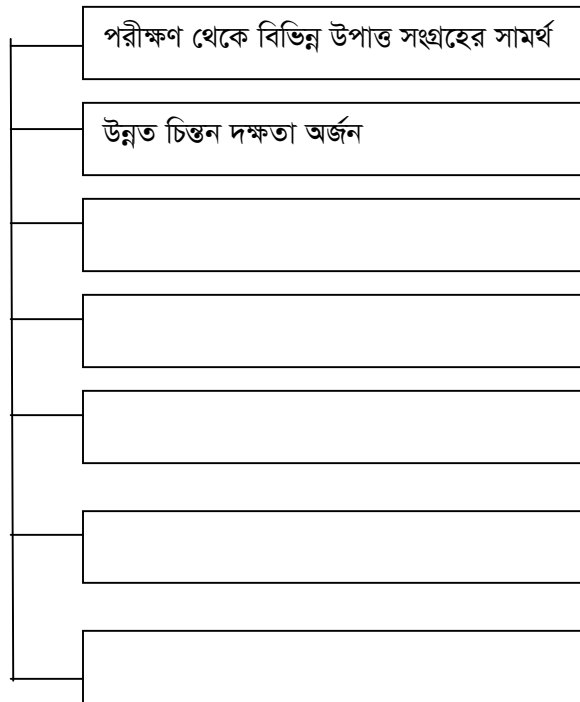 পরীক্ষণ থেকে বিভিন্ন উপাত্ত সংগ্রহের সামর্থ
উন্নত চিন্তন দক্ষতা অর্জন